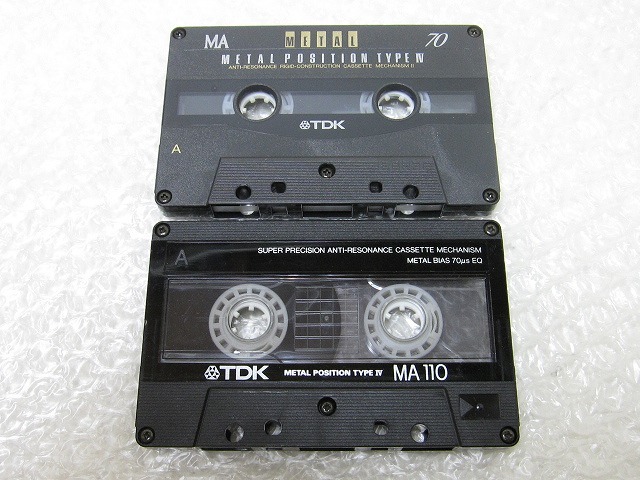 MA METAL 70
METAL POSITION TYPE IV
ANTI-RESONANCE RIGID-CONSTRUCTION CASSETTE MECHANISM II
TDK
A
A
SUPER PRECISION ANTI-RESONANCE CASSETTE MECHANISM
METAL BIAS 70μs EQ
TDK METAL POSITION TYPE IV MA 110